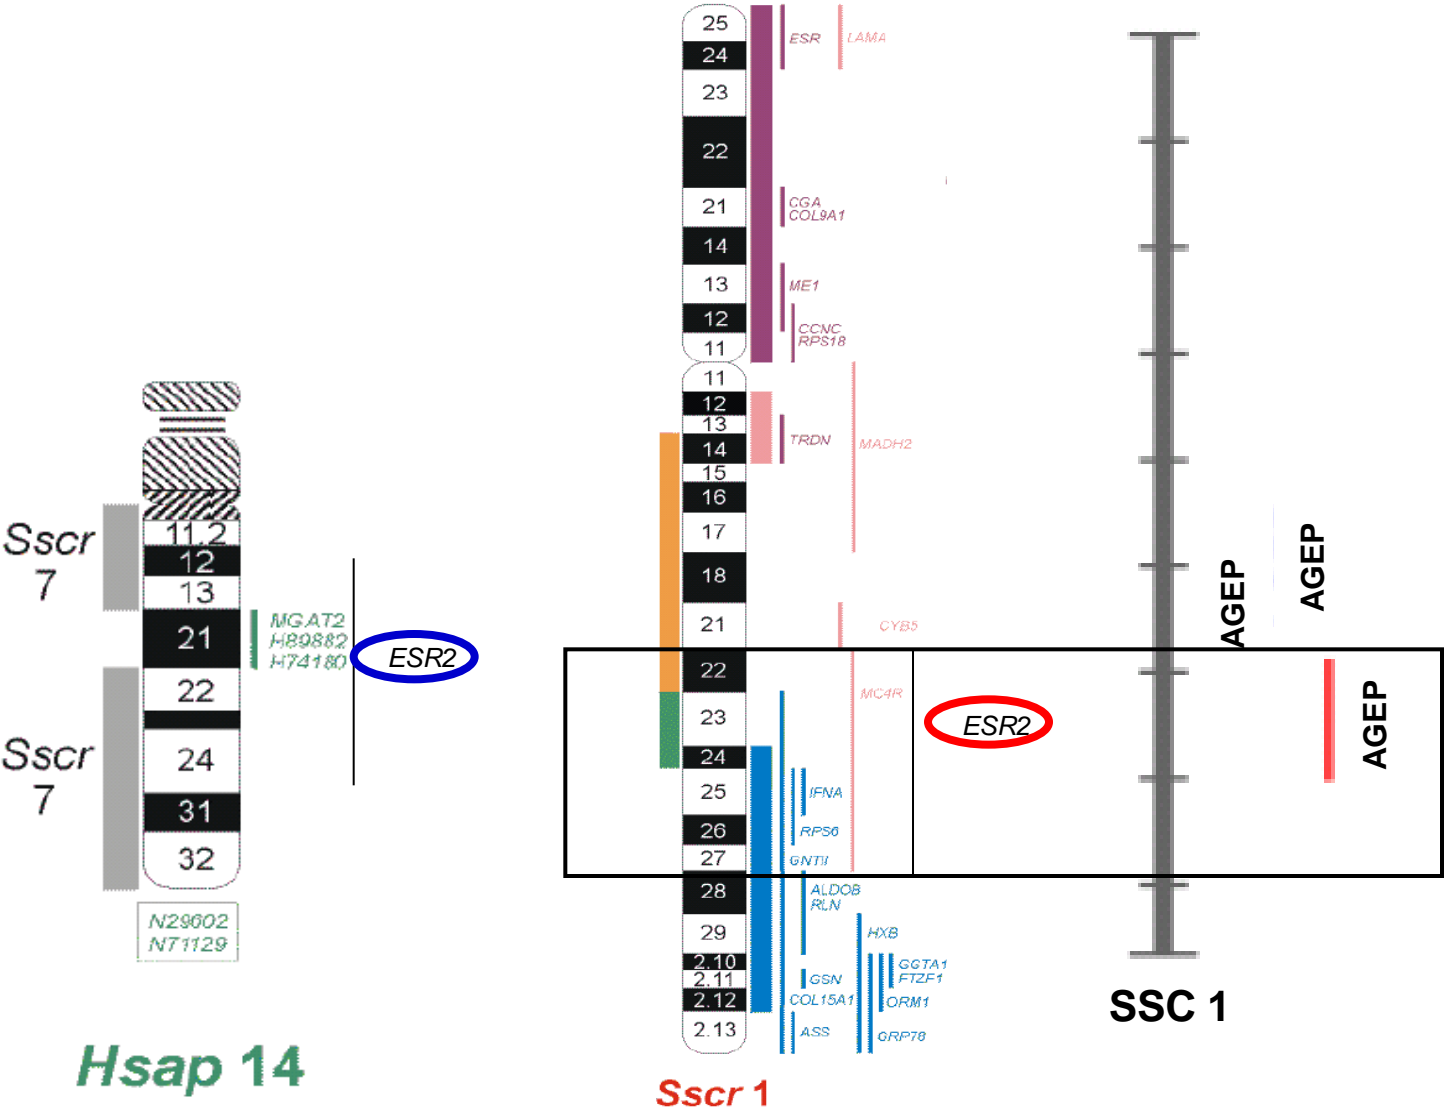 Sscr
7
Sscr
7
11.2
12
13
21
22
24
31
32
MGAT2
H89882
H74180
ESR2
N29602
N71129
Hsap 14
25
24
23
22
21
14
13
12
11
11
12
13
14
15
16
17
18
21
22
23
24
25
26
27
28
29
2.10
2.11
2.12
2.13
ESR
LAMA
CGA
COL9A1
ME1
CCNC
RPS18
TRDN
MADH2
CYB5
MC4R
IFNA
RPS6
ALDOB
RLN
HXB
GGTA1
FTZF1
GSN
COL15A1
ORM1
ASS
GRP78
Sscr 1
ESR2
AGEP
AGEP
AGEP
SSC 1